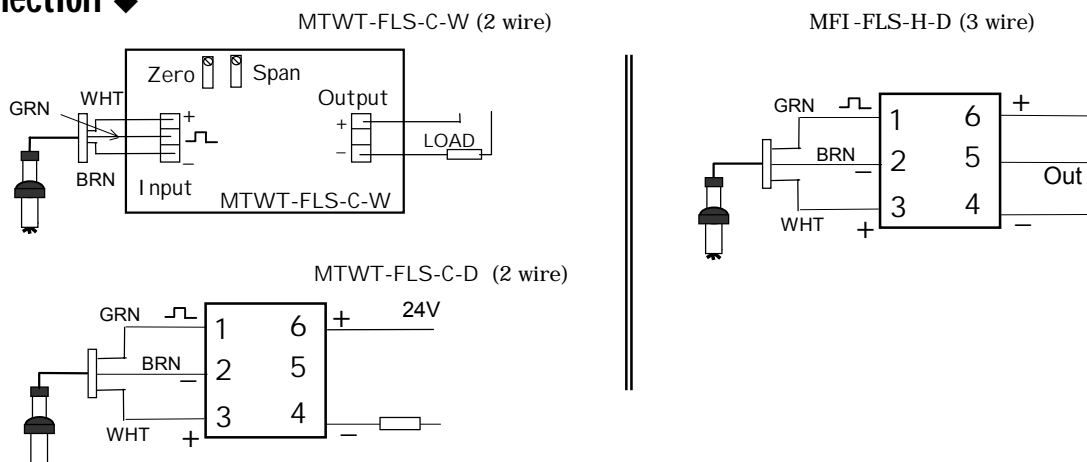 MTWT-FLS-C-W (2 wire)
Zero Span
WHT
GRN
Output
+
+
LOAD
−
−
BRN
Input
MTWT-FLS-C-W
MTWT-FLS-C-D (2 wire)
GRN
1 6 + 24V
BRN
− 2 5
3 4
WHT + −
MFI-FLS-H-D (3 wire)
GRN
1 6 +
BRN
− 2 5
Out
3 4
WHT + −